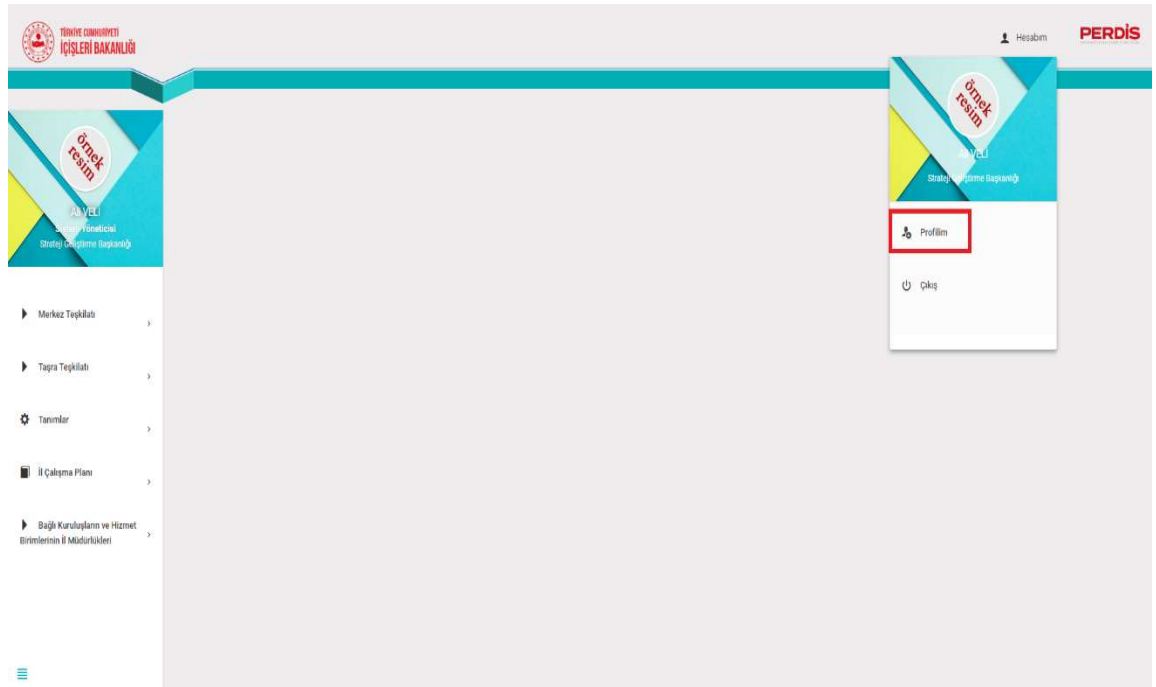 TÜRKİYE CUMHURİYETİ
İÇİŞLERİ BAKANLIĞI
Hesabım
PERDİS
örnek
resim
Ali VELİ
Strateji Geliştirme Başkanlığı
Profilim
Çıkış
örnek
resim
Ali VELİ
Sistem Yöneticisi
Strateji Geliştirme Başkanlığı
Merkez Teşkilatı
Taşra Teşkilatı
Tanımlar
İl Çalışma Planı
Bağlı Kuruluşların ve Hizmet
Birimlerinin İl Müdürlükleri